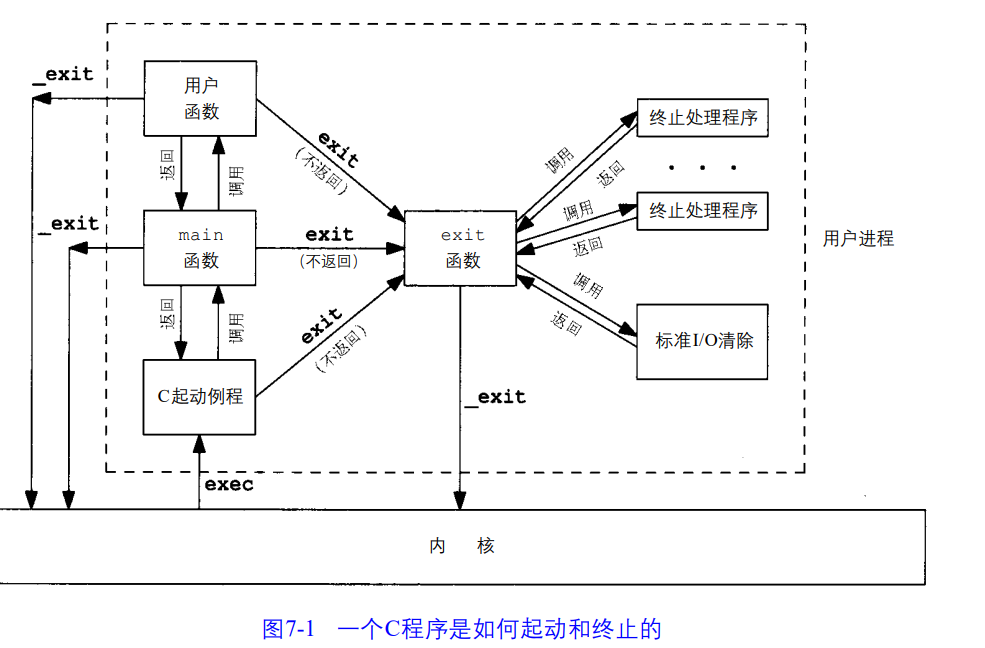 _exit
用户
函数
exit
(不返回)
终止处理程序
调用
返回
· · ·
返回
调用
_exit
main
函数
exit
(不返回)
exit
函数
调用
返回
终止处理程序
用户进程
返回
调用
exit
(不返回)
调用
返回
标准I/O清除
C起动例程
_exit
exec
内 核
图7-1 一个C程序是如何起动和终止的